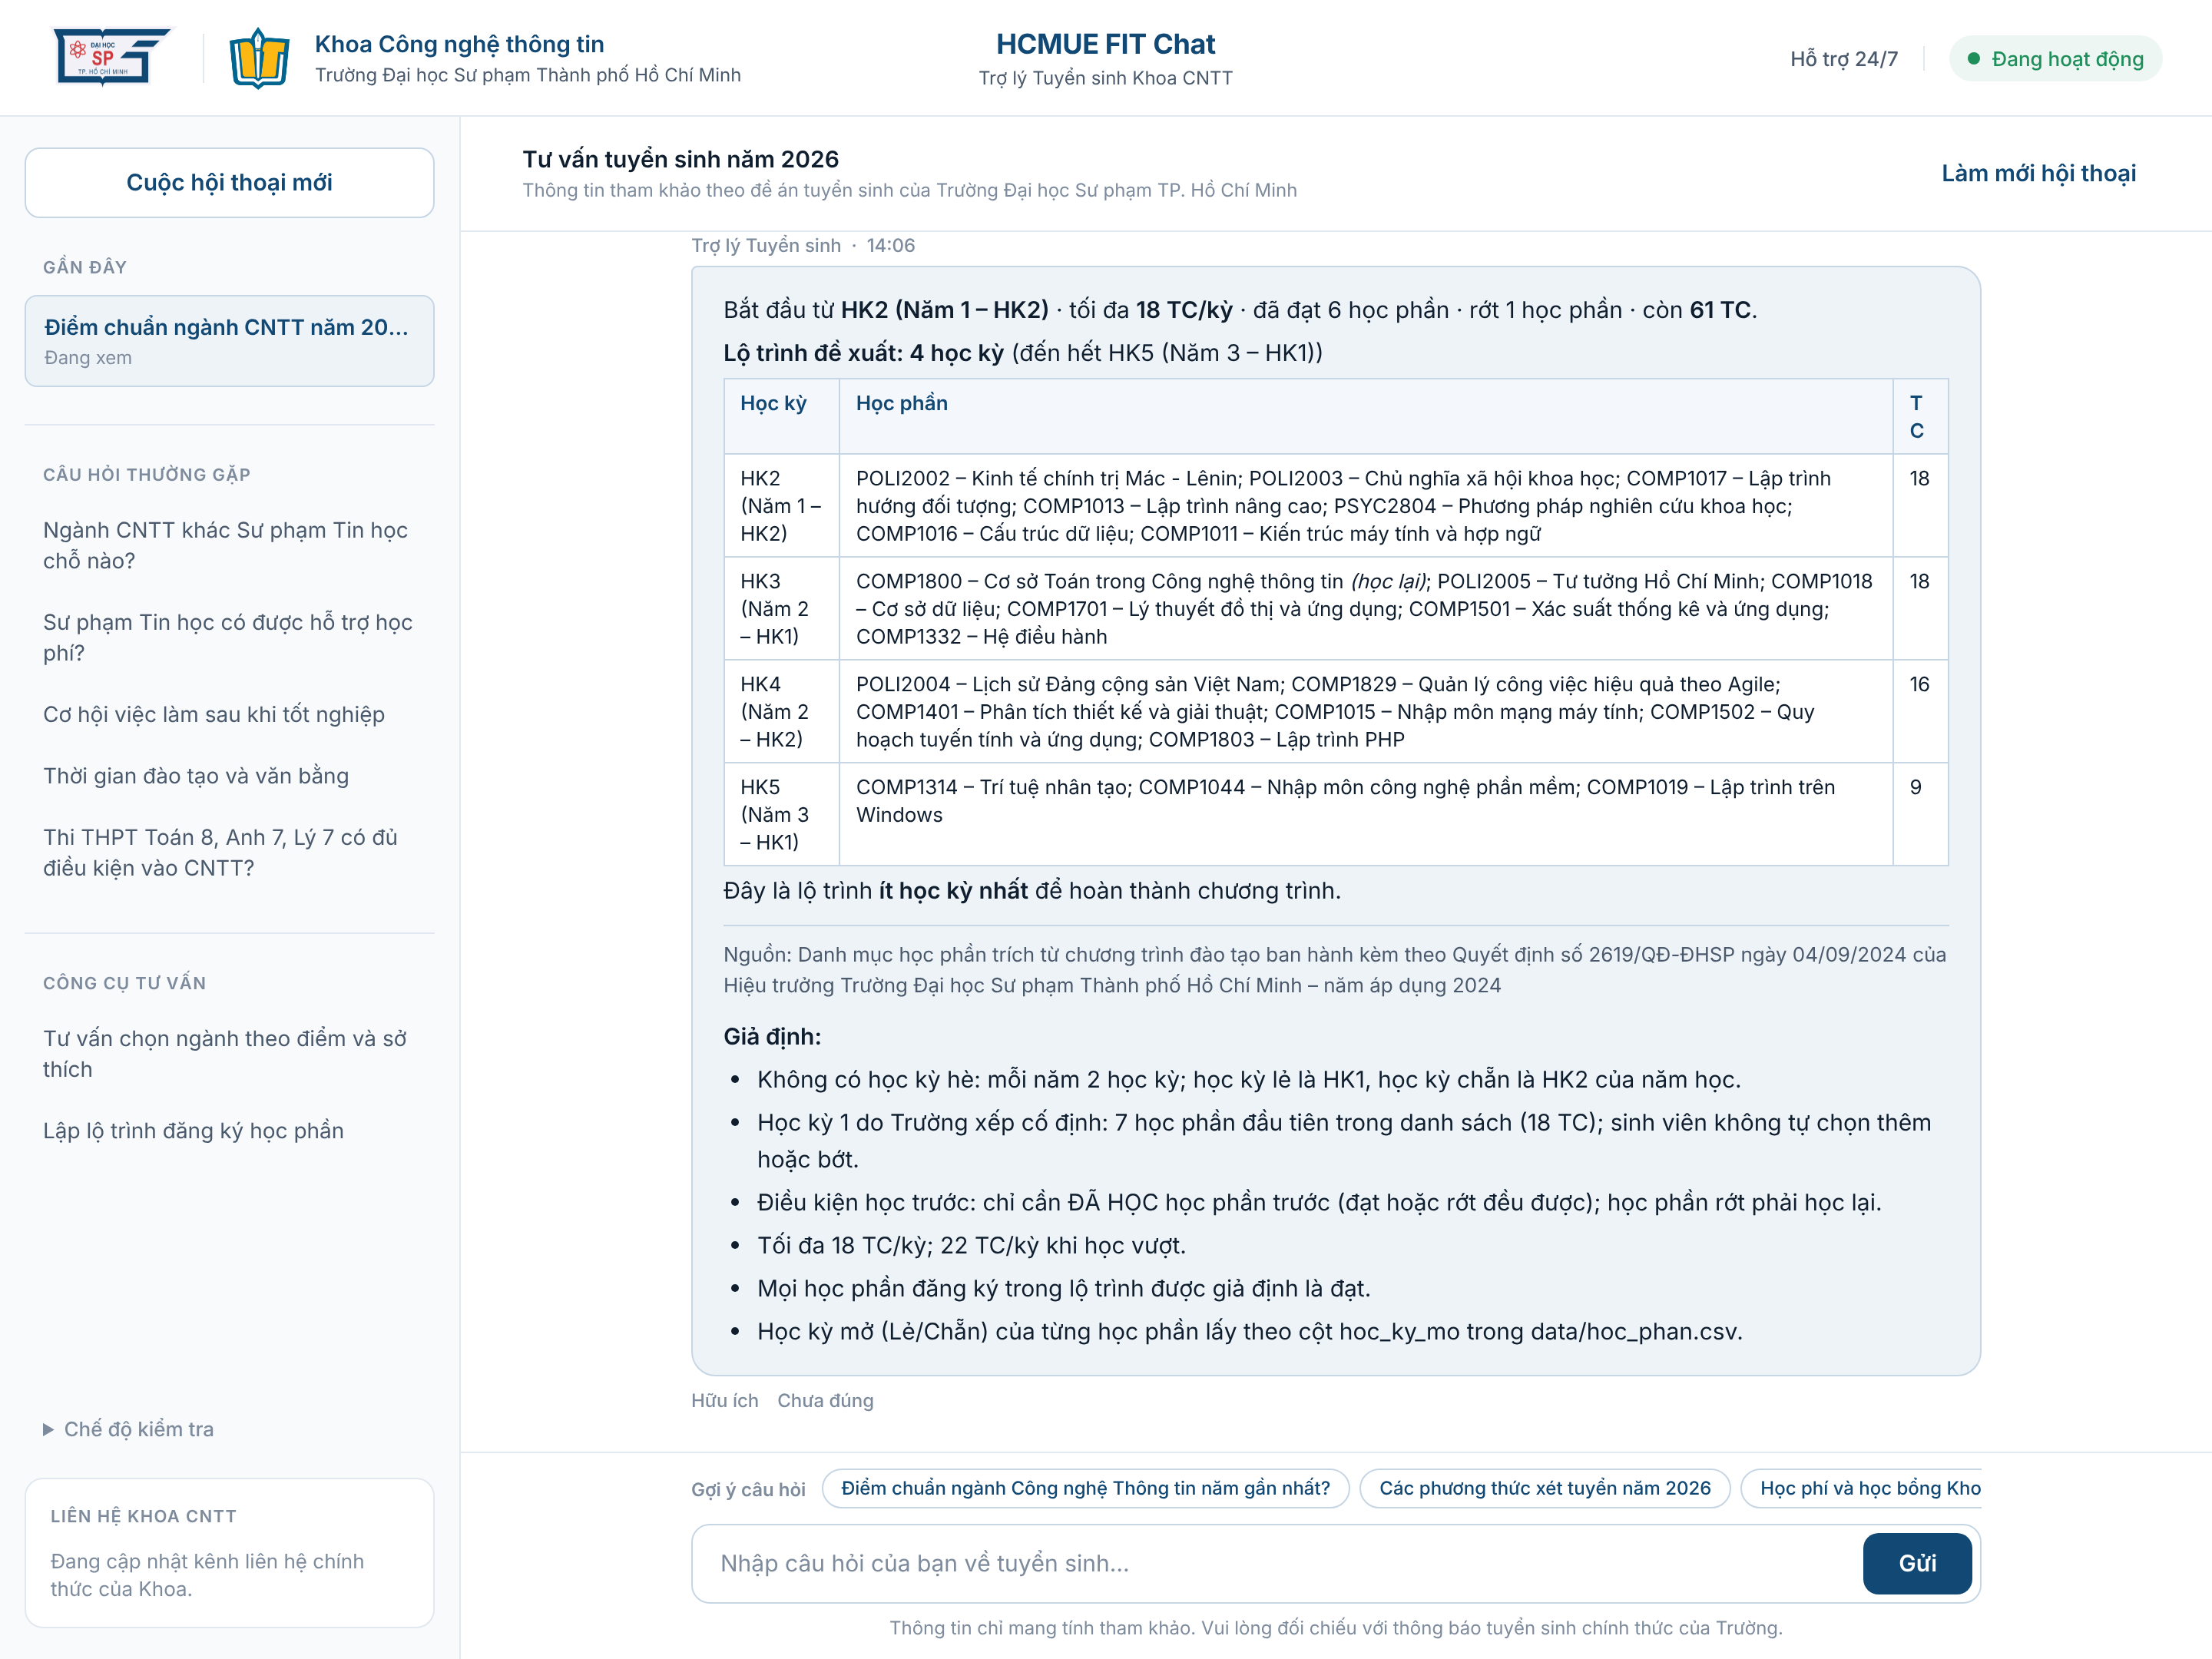 ĐẠI HỌC
SP
TP. HỒ CHÍ MINH
Khoa Công nghệ thông tin
Trường Đại học Sư phạm Thành phố Hồ Chí Minh
HCMUE FIT Chat
Trợ lý Tuyển sinh Khoa CNTT
Hỗ trợ 24/7
Đang hoạt động
Cuộc hội thoại mới
GẦN ĐÂY
Điểm chuẩn ngành CNTT năm 20...
Đang xem
CÂU HỎI THƯỜNG GẶP
Ngành CNTT khác Sư phạm Tin học
chỗ nào?
Sư phạm Tin học có được hỗ trợ học
phí?
Cơ hội việc làm sau khi tốt nghiệp
Thời gian đào tạo và văn bằng
Thi THPT Toán 8, Anh 7, Lý 7 có đủ
điều kiện vào CNTT?
CÔNG CỤ TƯ VẤN
Tư vấn chọn ngành theo điểm và sở
thích
Lập lộ trình đăng ký học phần
▶ Chế độ kiểm tra
LIÊN HỆ KHOA CNTT
Đang cập nhật kênh liên hệ chính
thức của Khoa.
Tư vấn tuyển sinh năm 2026
Thông tin tham khảo theo đề án tuyển sinh của Trường Đại học Sư phạm TP. Hồ Chí Minh
Làm mới hội thoại
Trợ lý Tuyển sinh · 14:06
Bắt đầu từ HK2 (Năm 1 – HK2) · tối đa 18 TC/kỳ · đã đạt 6 học phần · rớt 1 học phần · còn 61 TC.
Lộ trình đề xuất: 4 học kỳ (đến hết HK5 (Năm 3 – HK1))
Học kỳ
Học phần
T
C
HK2
(Năm 1 –
HK2)
POLI2002 – Kinh tế chính trị Mác - Lênin; POLI2003 – Chủ nghĩa xã hội khoa học; COMP1017 – Lập trình
hướng đối tượng; COMP1013 – Lập trình nâng cao; PSYC2804 – Phương pháp nghiên cứu khoa học;
COMP1016 – Cấu trúc dữ liệu; COMP1011 – Kiến trúc máy tính và hợp ngữ
18
HK3
(Năm 2
– HK1)
COMP1800 – Cơ sở Toán trong Công nghệ thông tin (học lại); POLI2005 – Tư tưởng Hồ Chí Minh; COMP1018
– Cơ sở dữ liệu; COMP1701 – Lý thuyết đồ thị và ứng dụng; COMP1501 – Xác suất thống kê và ứng dụng;
COMP1332 – Hệ điều hành
18
HK4
(Năm 2
– HK2)
POLI2004 – Lịch sử Đảng cộng sản Việt Nam; COMP1829 – Quản lý công việc hiệu quả theo Agile;
COMP1401 – Phân tích thiết kế và giải thuật; COMP1015 – Nhập môn mạng máy tính; COMP1502 – Quy
hoạch tuyến tính và ứng dụng; COMP1803 – Lập trình PHP
16
HK5
(Năm 3
– HK1)
COMP1314 – Trí tuệ nhân tạo; COMP1044 – Nhập môn công nghệ phần mềm; COMP1019 – Lập trình trên
Windows
9
Đây là lộ trình ít học kỳ nhất để hoàn thành chương trình.
Nguồn: Danh mục học phần trích từ chương trình đào tạo ban hành kèm theo Quyết định số 2619/QĐ-ĐHSP ngày 04/09/2024 của
Hiệu trưởng Trường Đại học Sư phạm Thành phố Hồ Chí Minh – năm áp dụng 2024
Giả định:
• Không có học kỳ hè: mỗi năm 2 học kỳ; học kỳ lẻ là HK1, học kỳ chẵn là HK2 của năm học.
• Học kỳ 1 do Trường xếp cố định: 7 học phần đầu tiên trong danh sách (18 TC); sinh viên không tự chọn thêm
hoặc bớt.
• Điều kiện học trước: chỉ cần ĐÃ HỌC học phần trước (đạt hoặc rớt đều được); học phần rớt phải học lại.
• Tối đa 18 TC/kỳ; 22 TC/kỳ khi học vượt.
• Mọi học phần đăng ký trong lộ trình được giả định là đạt.
• Học kỳ mở (Lẻ/Chẵn) của từng học phần lấy theo cột hoc_ky_mo trong data/hoc_phan.csv.
Hữu ích Chưa đúng
Gợi ý câu hỏi
Điểm chuẩn ngành Công nghệ Thông tin năm gần nhất?
Các phương thức xét tuyển năm 2026
Học phí và học bổng Kho
Nhập câu hỏi của bạn về tuyển sinh...
Gửi
Thông tin chỉ mang tính tham khảo. Vui lòng đối chiếu với thông báo tuyển sinh chính thức của Trường.